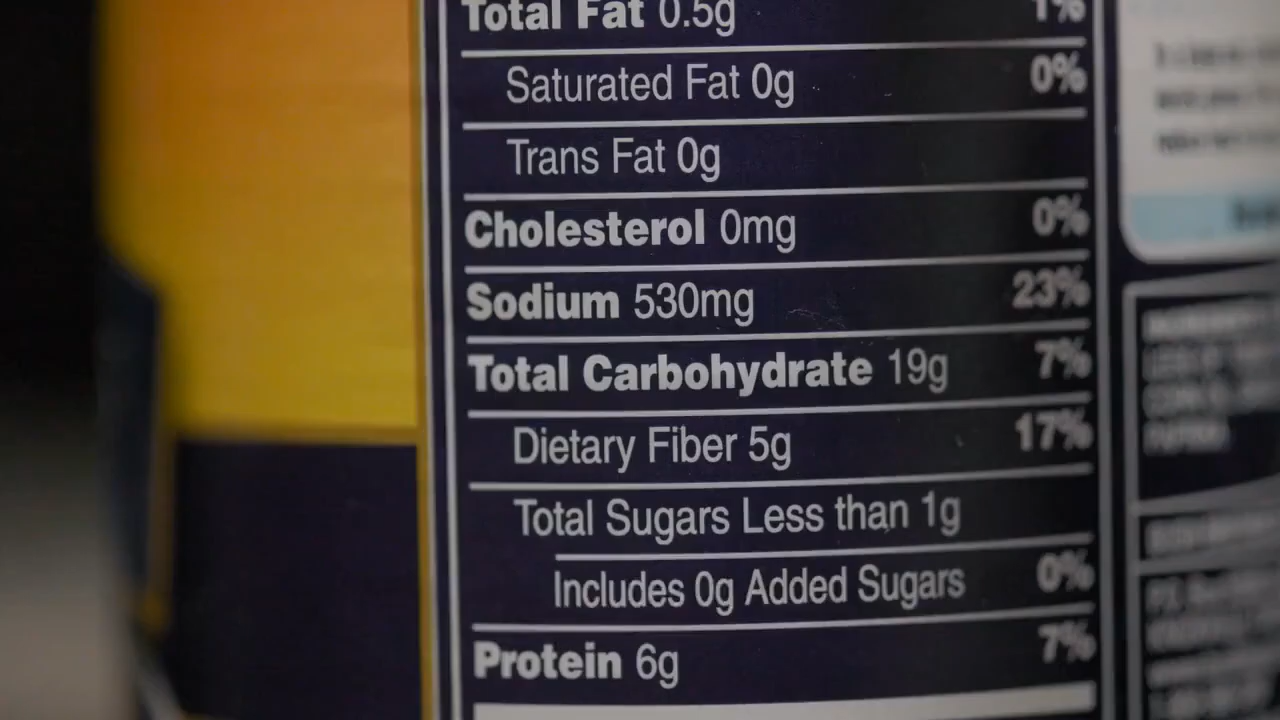 Total Fat 0.5g 1%
Saturated Fat 0g 0%
Trans Fat 0g
Cholesterol 0mg 0%
Sodium 530mg 23%
Total Carbohydrate 19g 7%
Dietary Fiber 5g 17%
Total Sugars Less than 1g
Includes 0g Added Sugars 0%
Protein 6g 7%